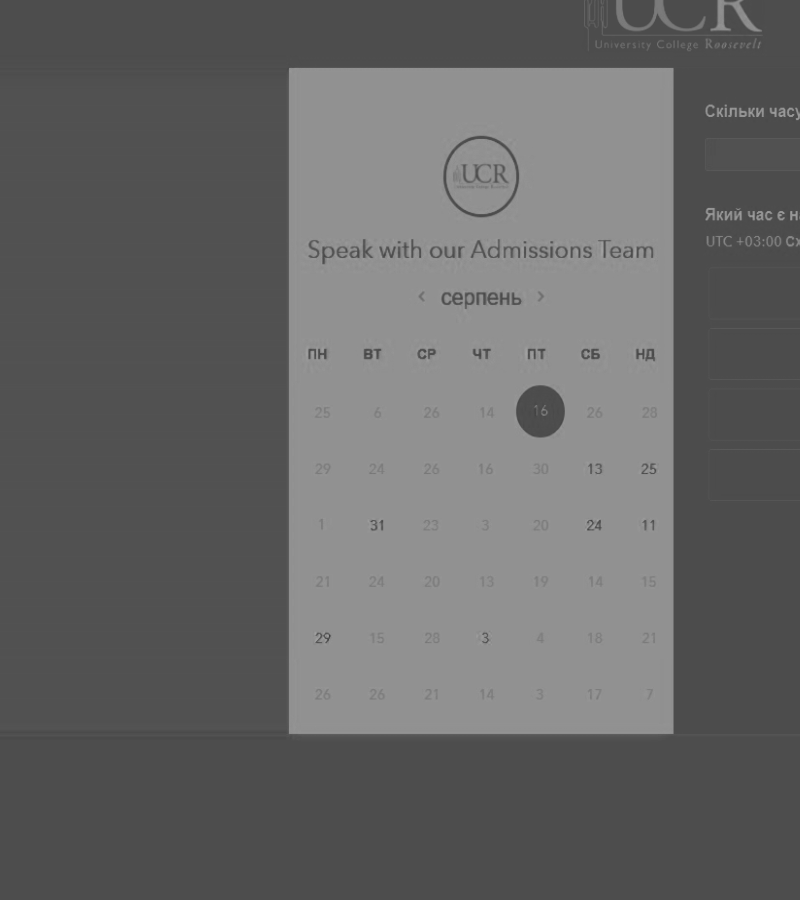 UCR
University College Roosevelt
UCR
Speak with our Admissions Team
< серпень >
ПН ВТ СР ЧТ ПТ СБ НД
25 6 26 14 16 26 28
29 24 26 16 30 13 25
1 31 23 3 20 24 11
21 24 20 13 19 14 15
29 15 28 3 4 18 21
26 26 21 14 3 17 7
Скільки часу
Який час є
UTC +03:00